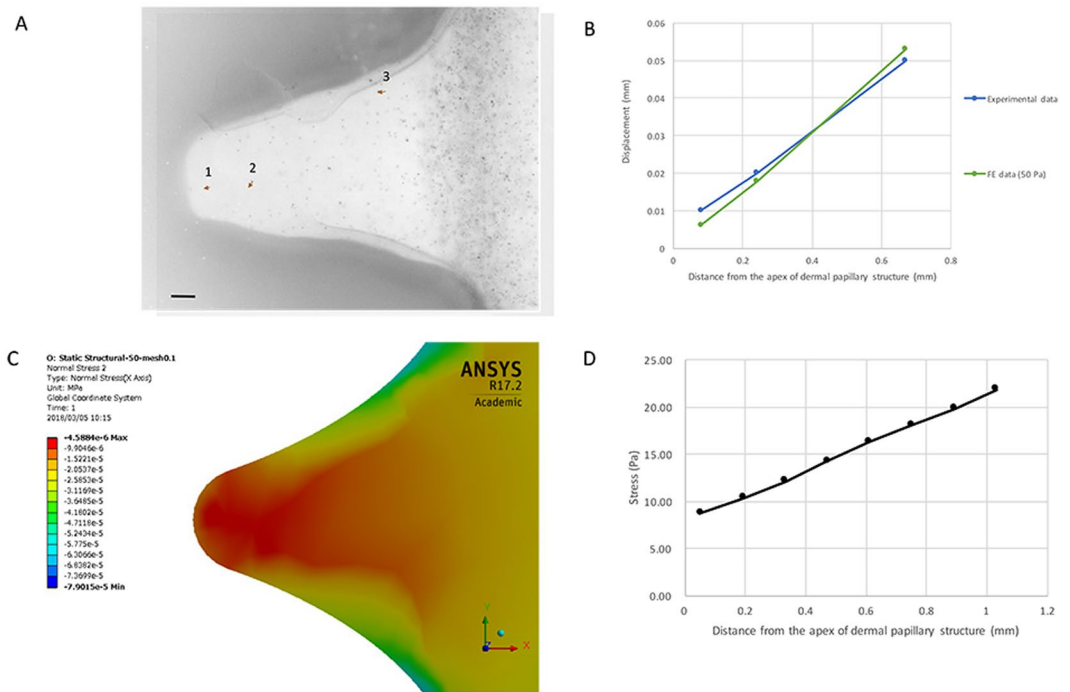 A
3
1
2
B
0.06
0.05
0.04
0.03
0.02
0.01
0
0
0.2
0.4
0.6
0.8
Displacement (mm)
Distance from the apex of dermal papillary structure (mm)
Experimental data
FE data (50 Pa)
C
O: Static Structural-50-mesh0.1
Normal Stress 2
Type: Normal Stress(X Axis)
Unit: MPa
Global Coordinate System
Time: 1
2018/03/05 10:15
-4.5884e-6 Max
-9.9046e-6
-1.5221e-5
-2.0537e-5
-2.5853e-5
-3.1169e-5
-3.6485e-5
-4.1802e-5
-4.7118e-5
-5.2434e-5
-5.775e-5
-6.3066e-5
-6.8382e-5
-7.3699e-5
-7.9015e-5 Min
ANSYS
R17.2
Academic
Y
Z
X
D
25.00
20.00
15.00
10.00
5.00
0.00
0
0.2
0.4
0.6
0.8
1
1.2
Stress (Pa)
Distance from the apex of dermal papillary structure (mm)